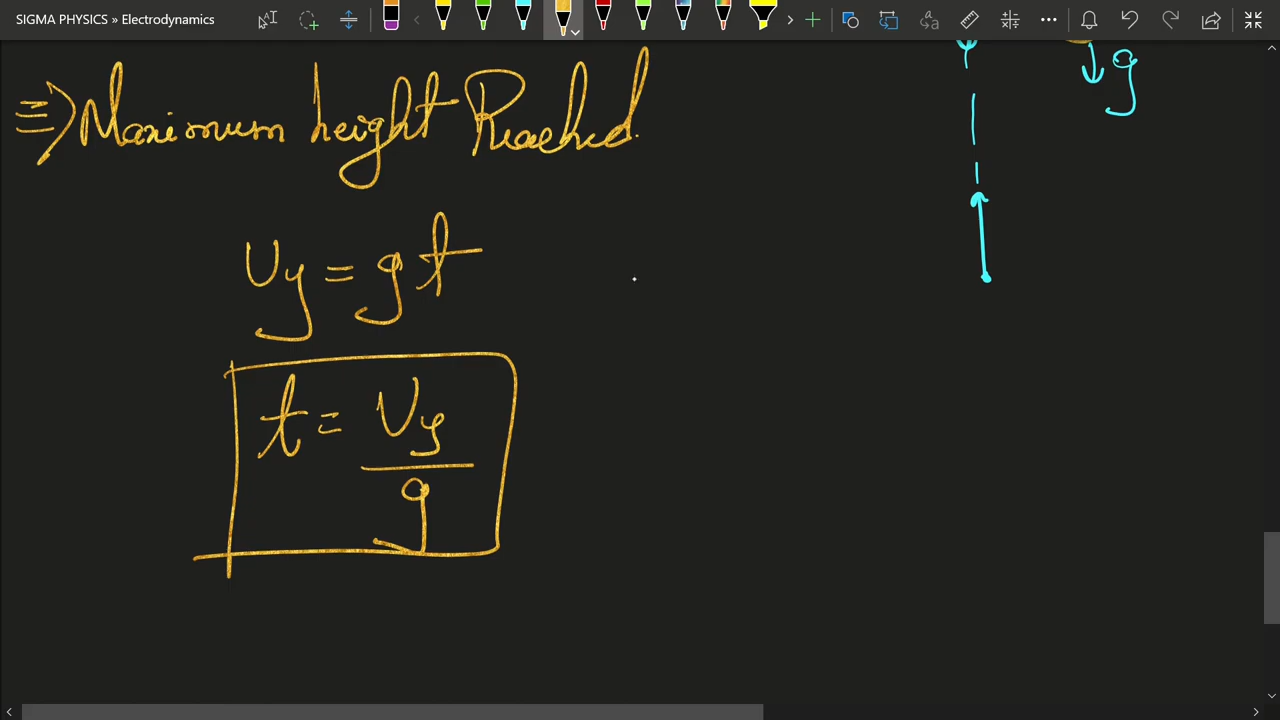 SIGMA PHYSICS » Electrodynamics
g
⇒ Maximum height Reached.
Uy = gt
t = Uy/g